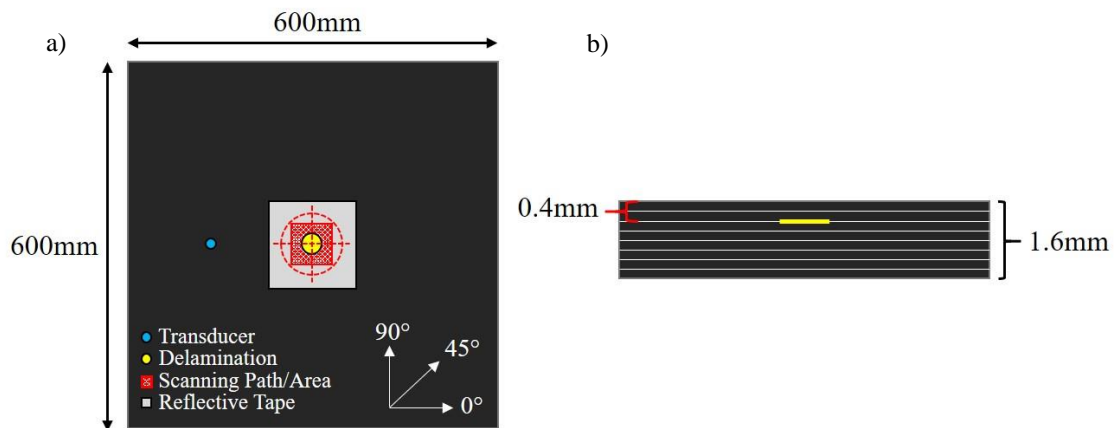 600mm
a)
b)
600mm
0.4mm
1.6mm
Transducer
Delamination
Scanning Path/Area
Reflective Tape
90°
45°
0°